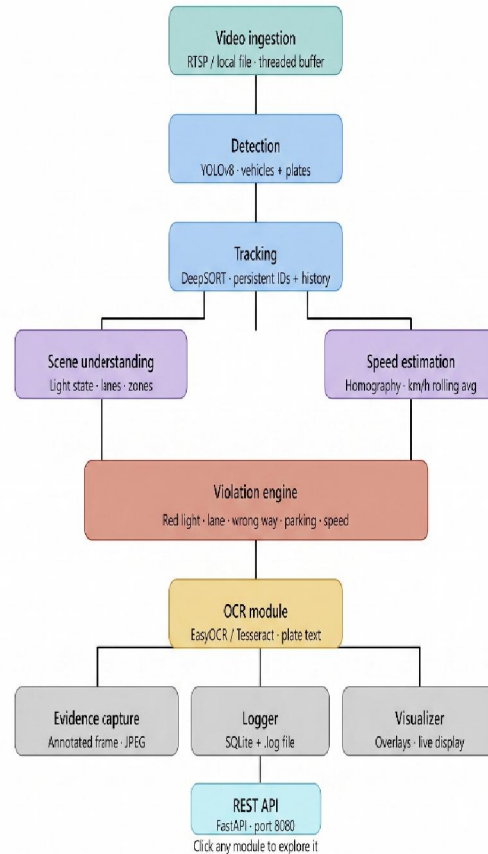 Video ingestion
RTSP / local file · threaded buffer
Detection
YOLOv8 · vehicles + plates
Tracking
DeepSORT · persistent IDs + history
Scene understanding
Light state · lanes · zones
Speed estimation
Homography · km/h rolling avg
Violation engine
Red light · lane · wrong way · parking · speed
OCR module
EasyOCR / Tesseract · plate text
Evidence capture
Annotated frame · JPEG
Logger
SQLite + .log file
Visualizer
Overlays · live display
REST API
FastAPI · port 8080
Click any module to explore it